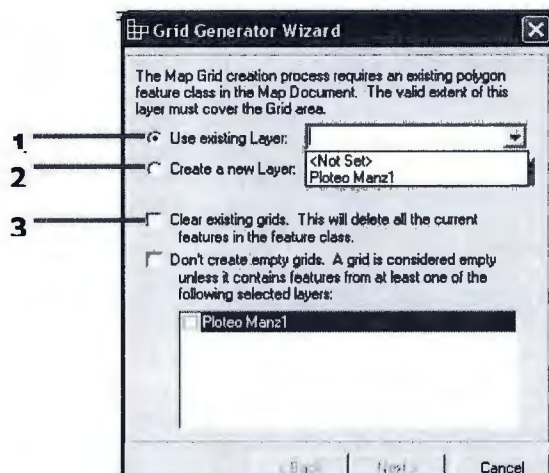 Grid Generator Wizard
The Map Grid creation process requires an existing polygon
feature class in the Map Document. The valid extent of this
layer must cover the Grid area.
1
Use existing Layer:
<Not Set>
2
Create a new Layer:
Ploteo Manz1
3
Clear existing grids. This will delete all the current
features in the feature class.
Don't create empty grids. A grid is considered empty
unless it contains features from at least one of the
following selected layers:
Ploteo Manz1
< Back
Next >
Cancel